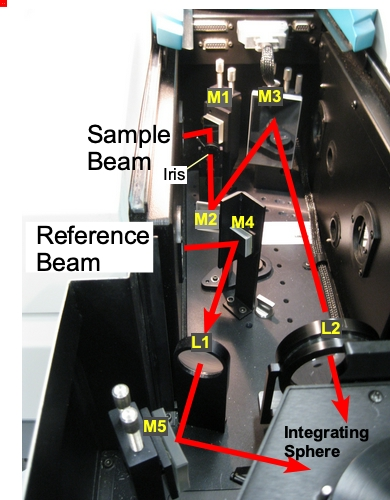 M1
M3
Sample
Beam
Iris
M2
M4
Reference
Beam
L1
L2
M5
Integrating
Sphere